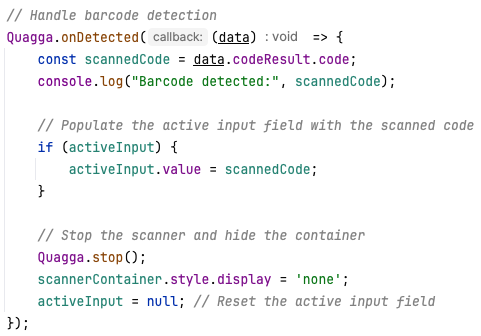 // Handle barcode detection
Quagga.onDetected( callback: (data) : void  => {
    const scannedCode = data.codeResult.code;
    console.log("Barcode detected:", scannedCode);

    // Populate the active input field with the scanned code
    if (activeInput) {
        activeInput.value = scannedCode;
    }

    // Stop the scanner and hide the container
    Quagga.stop();
    scannerContainer.style.display = 'none';
    activeInput = null; // Reset the active input field
});